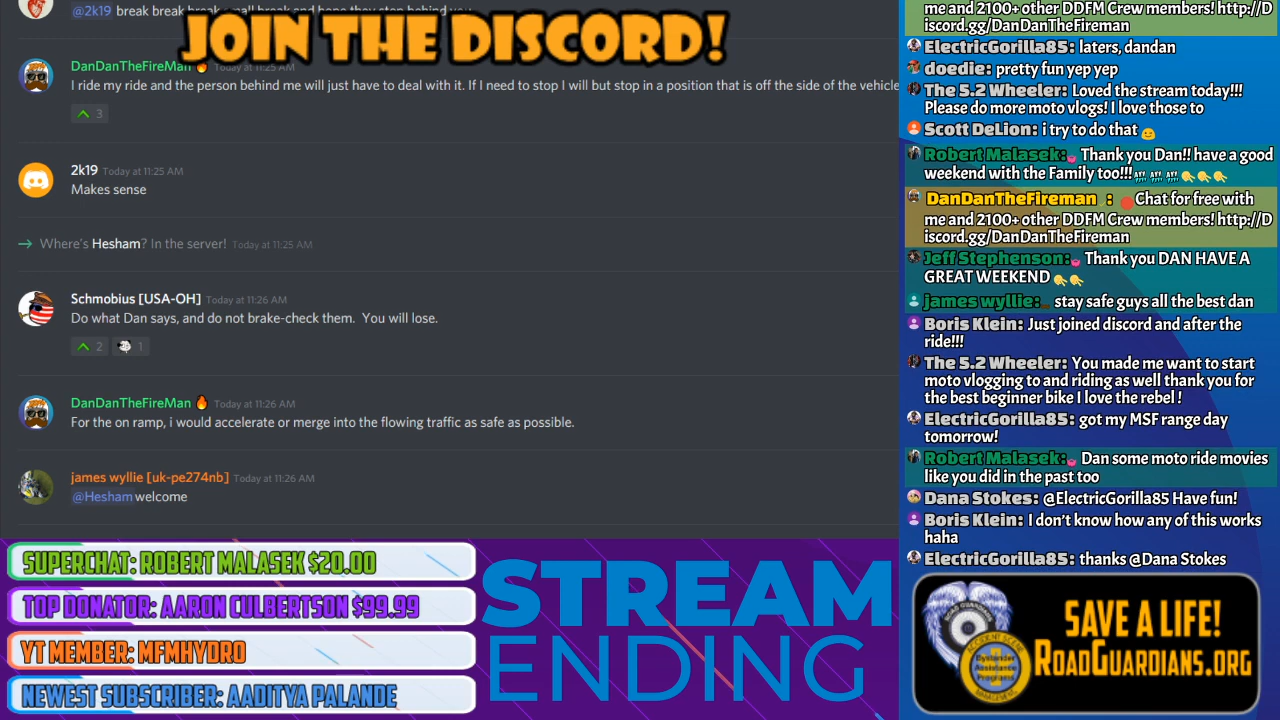 @2k19 break break break
JOIN THE DISCORD!
DanDanTheFireMan Today at 11:25 AM
I ride my ride and the person behind me will just have to deal with it. If I need to stop I will but stop in a position that is off the side of the vehicle
3
2k19 Today at 11:25 AM
Makes sense
Where's Hesham? In the server! Today at 11:25 AM
Schmobius [USA-OH] Today at 11:26 AM
Do what Dan says, and do not brake-check them. You will lose.
2 1
DanDanTheFireMan Today at 11:26 AM
For the on ramp, i would accelerate or merge into the flowing traffic as safe as possible.
james wyllie [uk-pe274nb] Today at 11:26 AM
@Hesham welcome
SUPERCHAT: ROBERT MALASEK $20.00
TOP DONATOR: AARON CULBERTSON $99.99
YT MEMBER: MFMHYDRO
NEWEST SUBSCRIBER: AADITYA PALANDE
STREAM
ENDING
me and 2100+ other DDFM Crew members! http://D
iscord.gg/DanDanTheFireman
ElectricGorilla85: laters, dandan
doedie: pretty fun yep yep
The 5.2 Wheeler: Loved the stream today!!!
Please do more moto vlogs! I love those to
Scott DeLion: i try to do that
Robert Malasek: Thank you Dan!! have a good
weekend with the Family too!!!
DanDanTheFireman : Chat for free with
me and 2100+ other DDFM Crew members! http://D
iscord.gg/DanDanTheFireman
Jeff Stephenson: Thank you DAN HAVE A
GREAT WEEKEND
james wyllie: stay safe guys all the best dan
Boris Klein: Just joined discord and after the
ride!!!
The 5.2 Wheeler: You made me want to start
moto vlogging to and riding as well thank you for
the best beginner bike I love the rebel !
ElectricGorilla85: got my MSF range day
tomorrow!
Robert Malasek: Dan some moto ride movies
like you did in the past too
Dana Stokes: @ElectricGorilla85 Have fun!
Boris Klein: I don't know how any of this works
haha
ElectricGorilla85: thanks @Dana Stokes
ROAD GUARDIANS
ACCIDENT SCENE
Bystander
Assistance
Programs
MANAGEMENT
SAVE A LIFE!
ROADGUARDIANS.ORG